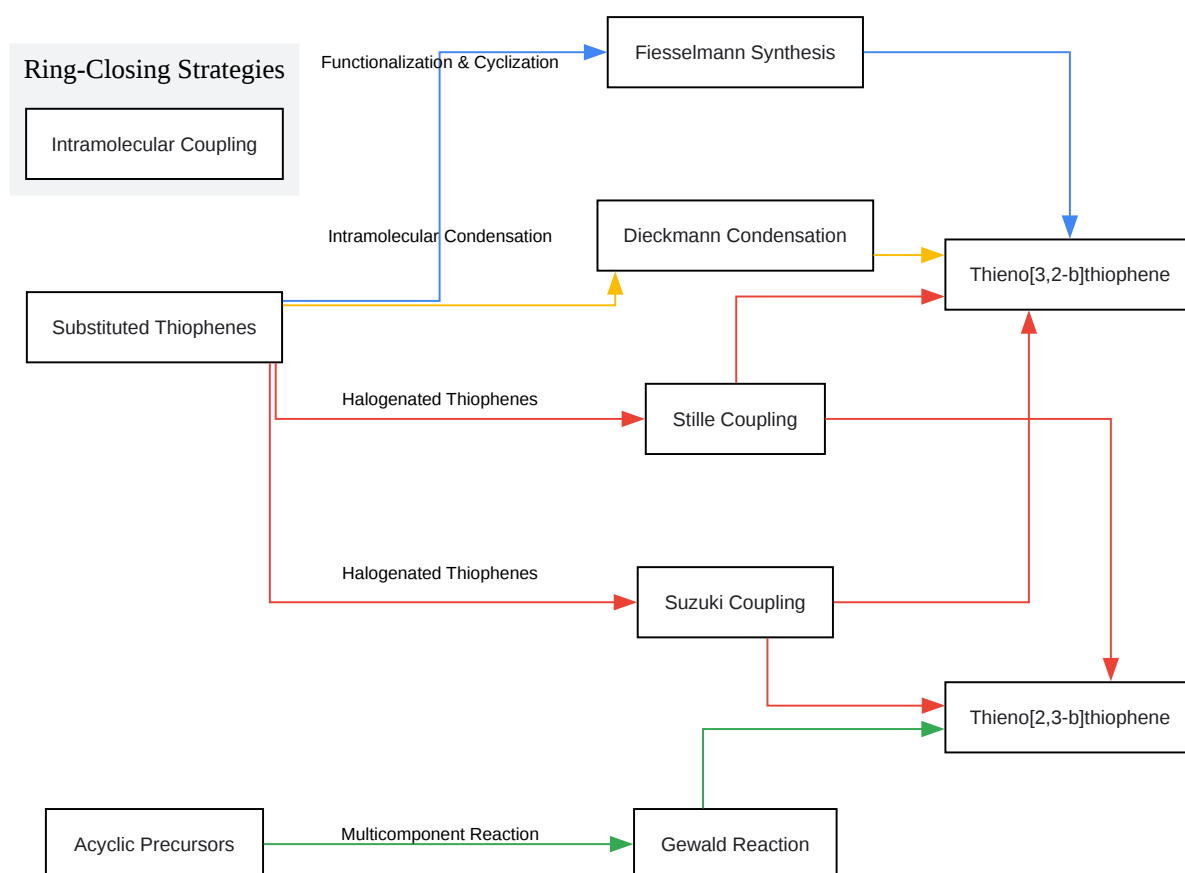 Fiesselmann Synthesis
Functionalization & Cyclization
Ring-Closing Strategies
Intramolecular Coupling
Intramolecular Condensation
Dieckmann Condensation
Thieno[3,2-b]thiophene
Substituted Thiophenes
Halogenated Thiophenes
Stille Coupling
Halogenated Thiophenes
Suzuki Coupling
Thieno[2,3-b]thiophene
Acyclic Precursors
Multicomponent Reaction
Gewald Reaction